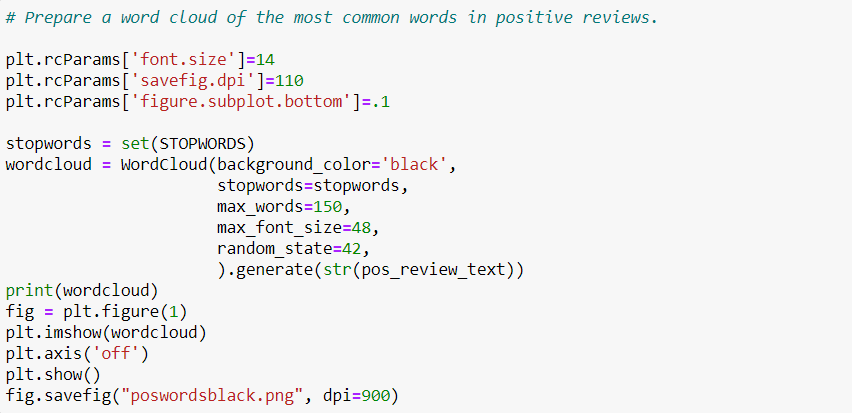 # Prepare a word cloud of the most common words in positive reviews.

plt.rcParams['font.size']=14
plt.rcParams['savefig.dpi']=110
plt.rcParams['figure.subplot.bottom']=.1

stopwords = set(STOPWORDS)
wordcloud = WordCloud(background_color='black',
                      stopwords=stopwords,
                      max_words=150,
                      max_font_size=48,
                      random_state=42,
                      ).generate(str(pos_review_text))
print(wordcloud)
fig = plt.figure(1)
plt.imshow(wordcloud)
plt.axis('off')
plt.show()
fig.savefig("poswordsblack.png", dpi=900)